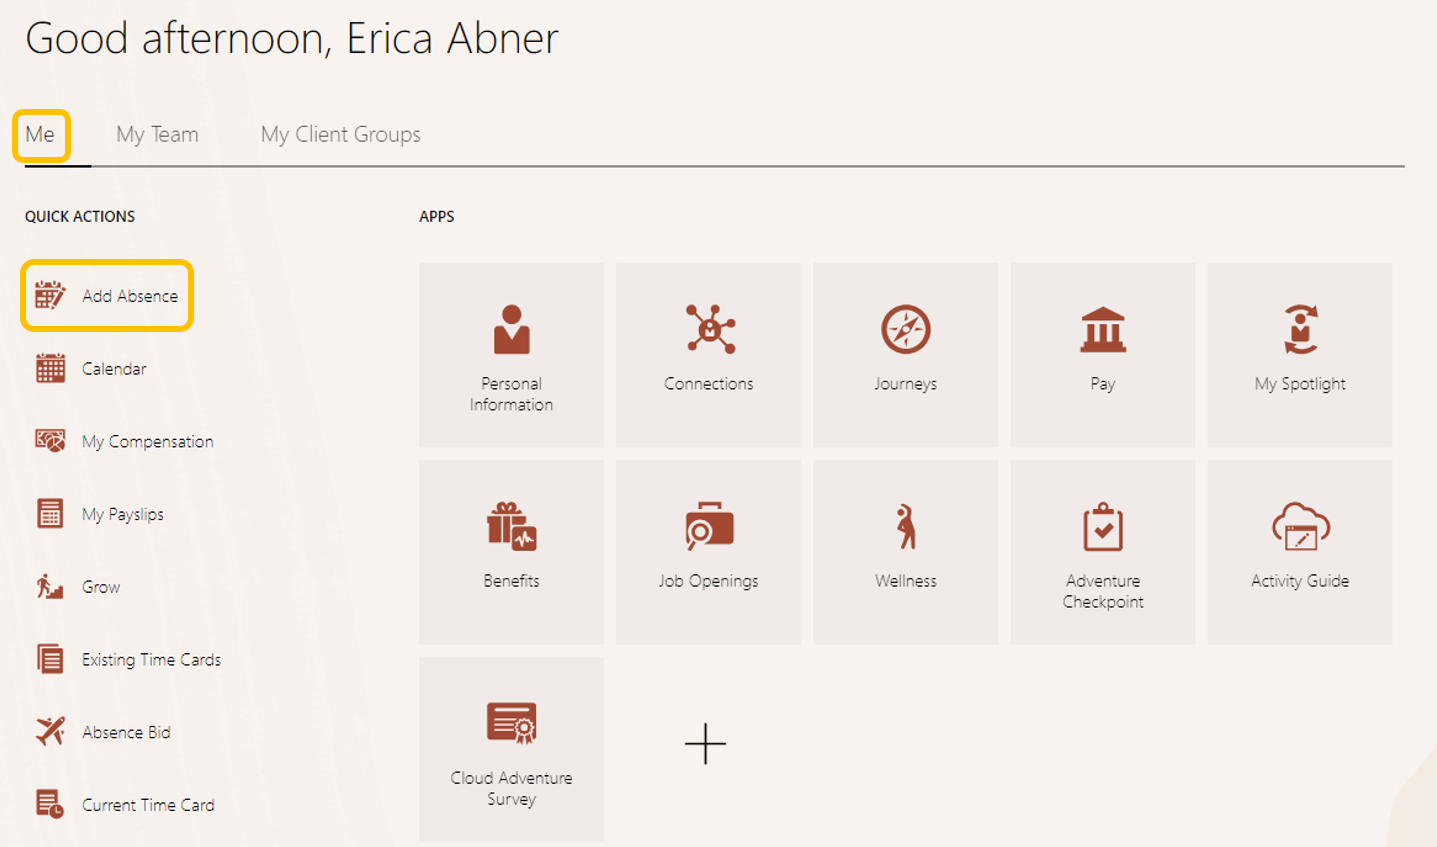 Good afternoon, Erica Abner
Me
My Team
My Client Groups
QUICK ACTIONS
Add Absence
Calendar
My Compensation
My Payslips
Grow
Existing Time Cards
Absence Bid
Current Time Card
APPS
Personal
Information
Connections
Journeys
Pay
My Spotlight
Benefits
Job Openings
Wellness
Adventure
Checkpoint
Activity Guide
Cloud Adventure
Survey